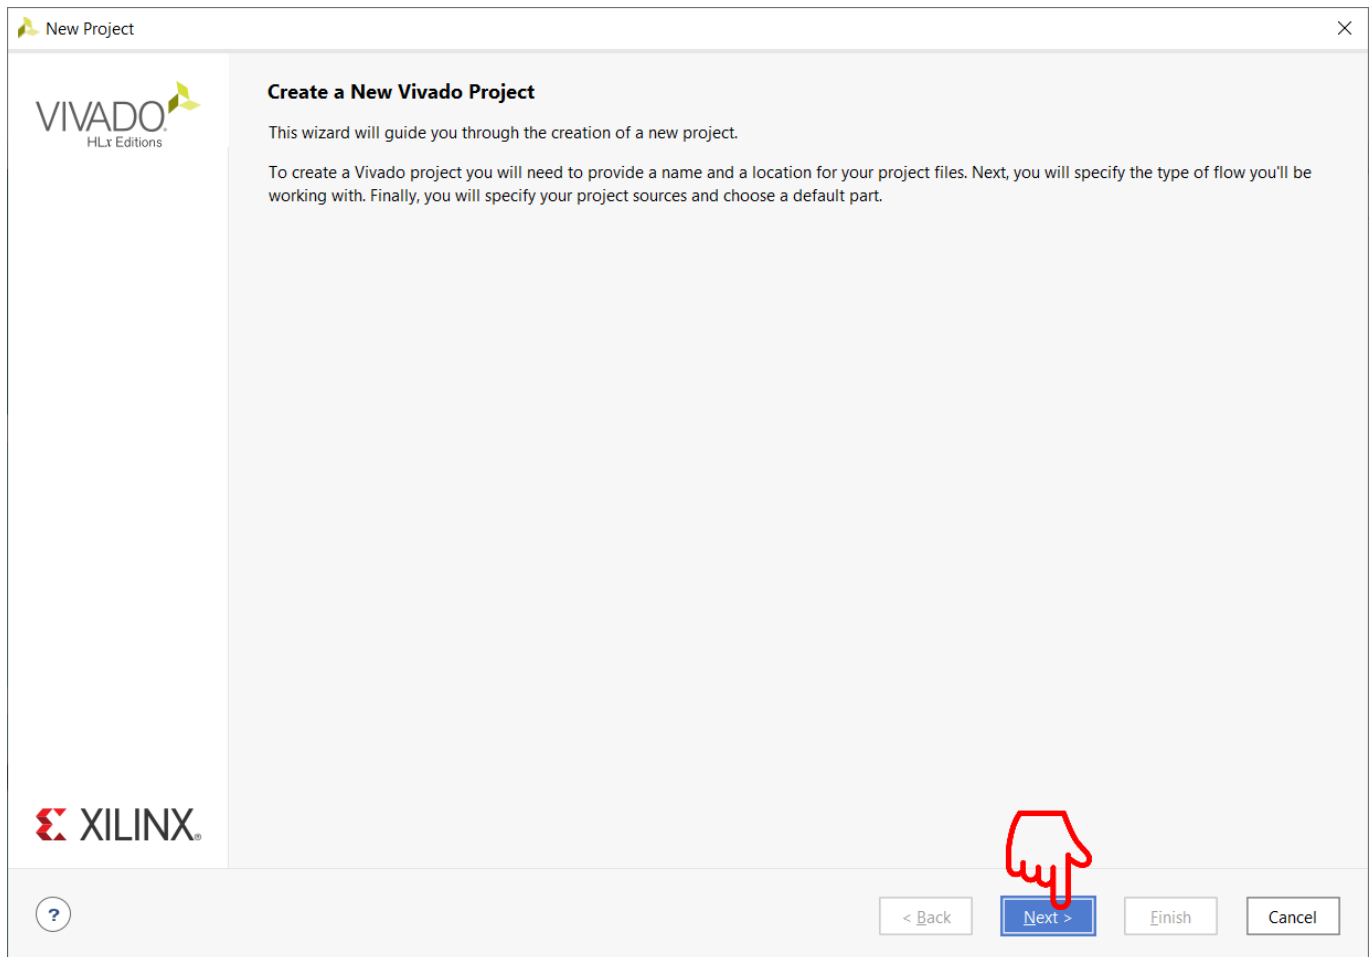 New Project
VIVADO.
HLx Editions
Create a New Vivado Project
This wizard will guide you through the creation of a new project.
To create a Vivado project you will need to provide a name and a location for your project files. Next, you will specify the type of flow you'll be
working with. Finally, you will specify your project sources and choose a default part.
XILINX®
?
< Back
Next >
Finish
Cancel